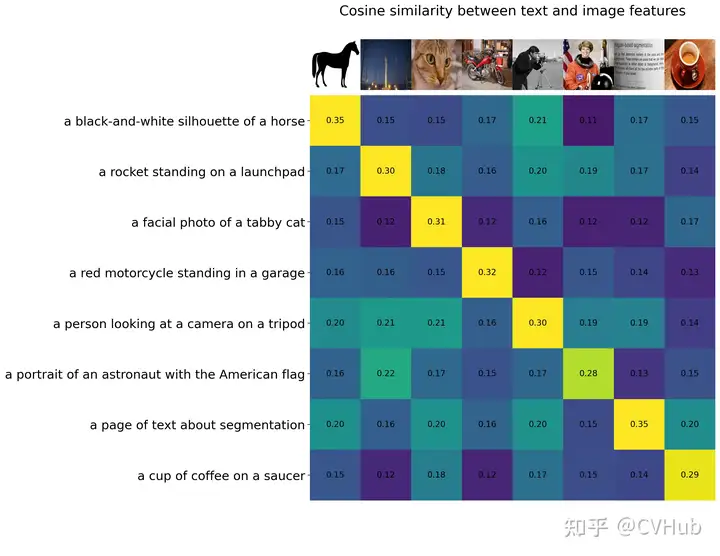 Cosine similarity between text and image features
a black-and-white silhouette of a horse
0.35 0.15 0.15 0.17 0.21 0.11 0.17 0.15
a rocket standing on a launchpad
0.17 0.30 0.18 0.16 0.20 0.19 0.17 0.14
a facial photo of a tabby cat
0.15 0.12 0.31 0.12 0.16 0.12 0.12 0.17
a red motorcycle standing in a garage
0.16 0.16 0.15 0.32 0.12 0.15 0.14 0.13
a person looking at a camera on a tripod
0.20 0.21 0.21 0.16 0.30 0.19 0.19 0.14
a portrait of an astronaut with the American flag
0.16 0.22 0.17 0.15 0.17 0.28 0.13 0.15
a page of text about segmentation
0.20 0.16 0.20 0.16 0.20 0.15 0.35 0.20
a cup of coffee on a saucer
0.15 0.12 0.18 0.12 0.17 0.15 0.14 0.29
知乎 @CVHub